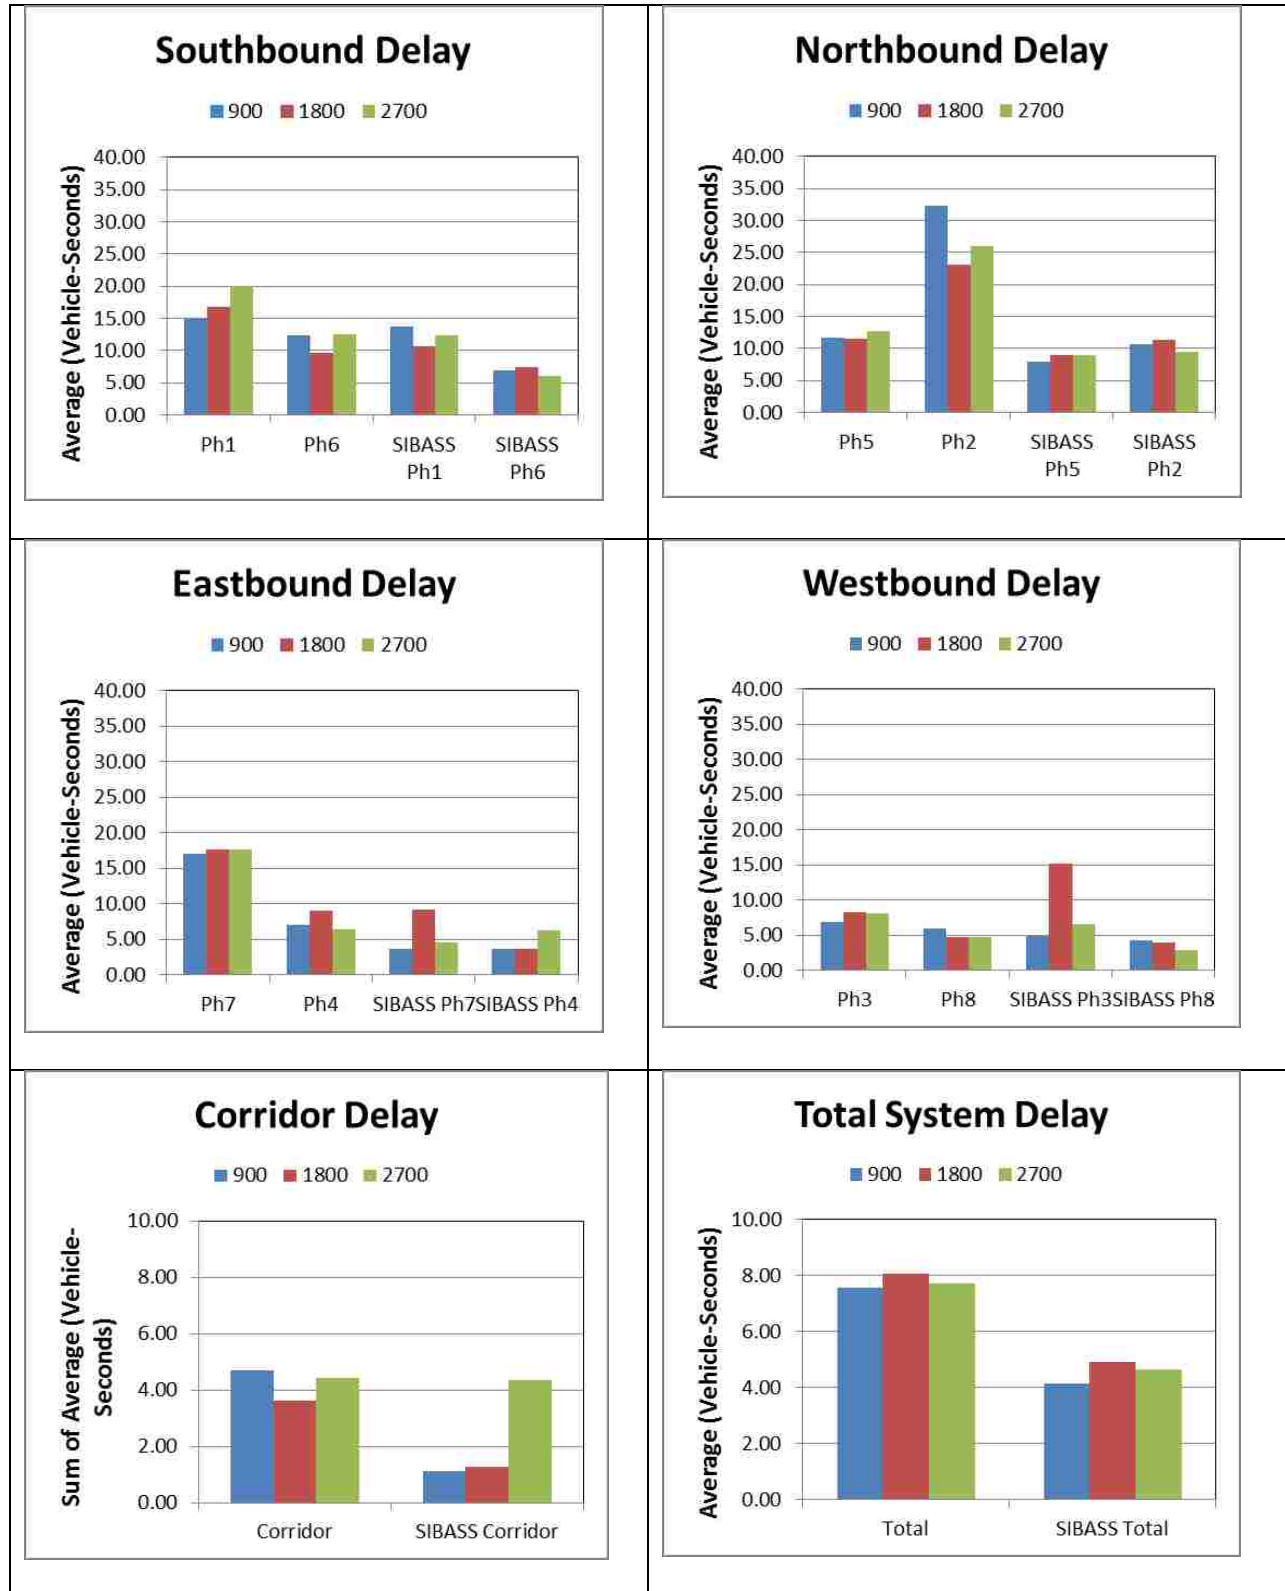 Southbound Delay
900 1800 2700
Average (Vehicle-Seconds)
40.00
35.00
30.00
25.00
20.00
15.00
10.00
5.00
0.00
Ph1 Ph6 SIBASS SIBASS
Ph1 Ph6
Northbound Delay
900 1800 2700
Average (Vehicle-Seconds)
40.00
35.00
30.00
25.00
20.00
15.00
10.00
5.00
0.00
Ph5 Ph2 SIBASS SIBASS
Ph5 Ph2
Eastbound Delay
900 1800 2700
Average (Vehicle-Seconds)
40.00
35.00
30.00
25.00
20.00
15.00
10.00
5.00
0.00
Ph7 Ph4 SIBASS Ph7 SIBASS Ph4
Westbound Delay
900 1800 2700
Average (Vehicle-Seconds)
40.00
35.00
30.00
25.00
20.00
15.00
10.00
5.00
0.00
Ph3 Ph8 SIBASS Ph3 SIBASS Ph8
Corridor Delay
900 1800 2700
Sum of Average (Vehicle-
Seconds)
10.00
8.00
6.00
4.00
2.00
0.00
Corridor SIBASS Corridor
Total System Delay
900 1800 2700
Average (Vehicle-Seconds)
10.00
8.00
6.00
4.00
2.00
0.00
Total SIBASS Total